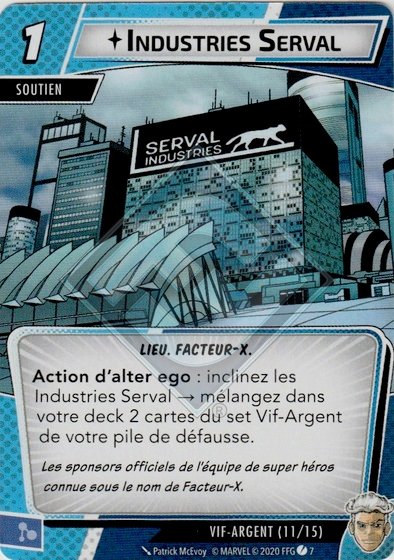 1
INDUSTRIES SERVAL
SOUTIEN
SERVAL
INDUSTRIES
LIEU. FACTEUR-X.
Action d'alter ego : inclinez les
Industries Serval → mélangez dans
votre deck 2 cartes du set Vif-Argent
de votre pile de défausse.
Les sponsors officiels de l'équipe de super héros
connue sous le nom de Facteur-X.
VIF-ARGENT (11/15)
Patrick McEvoy © MARVEL © 2020 FFG 7